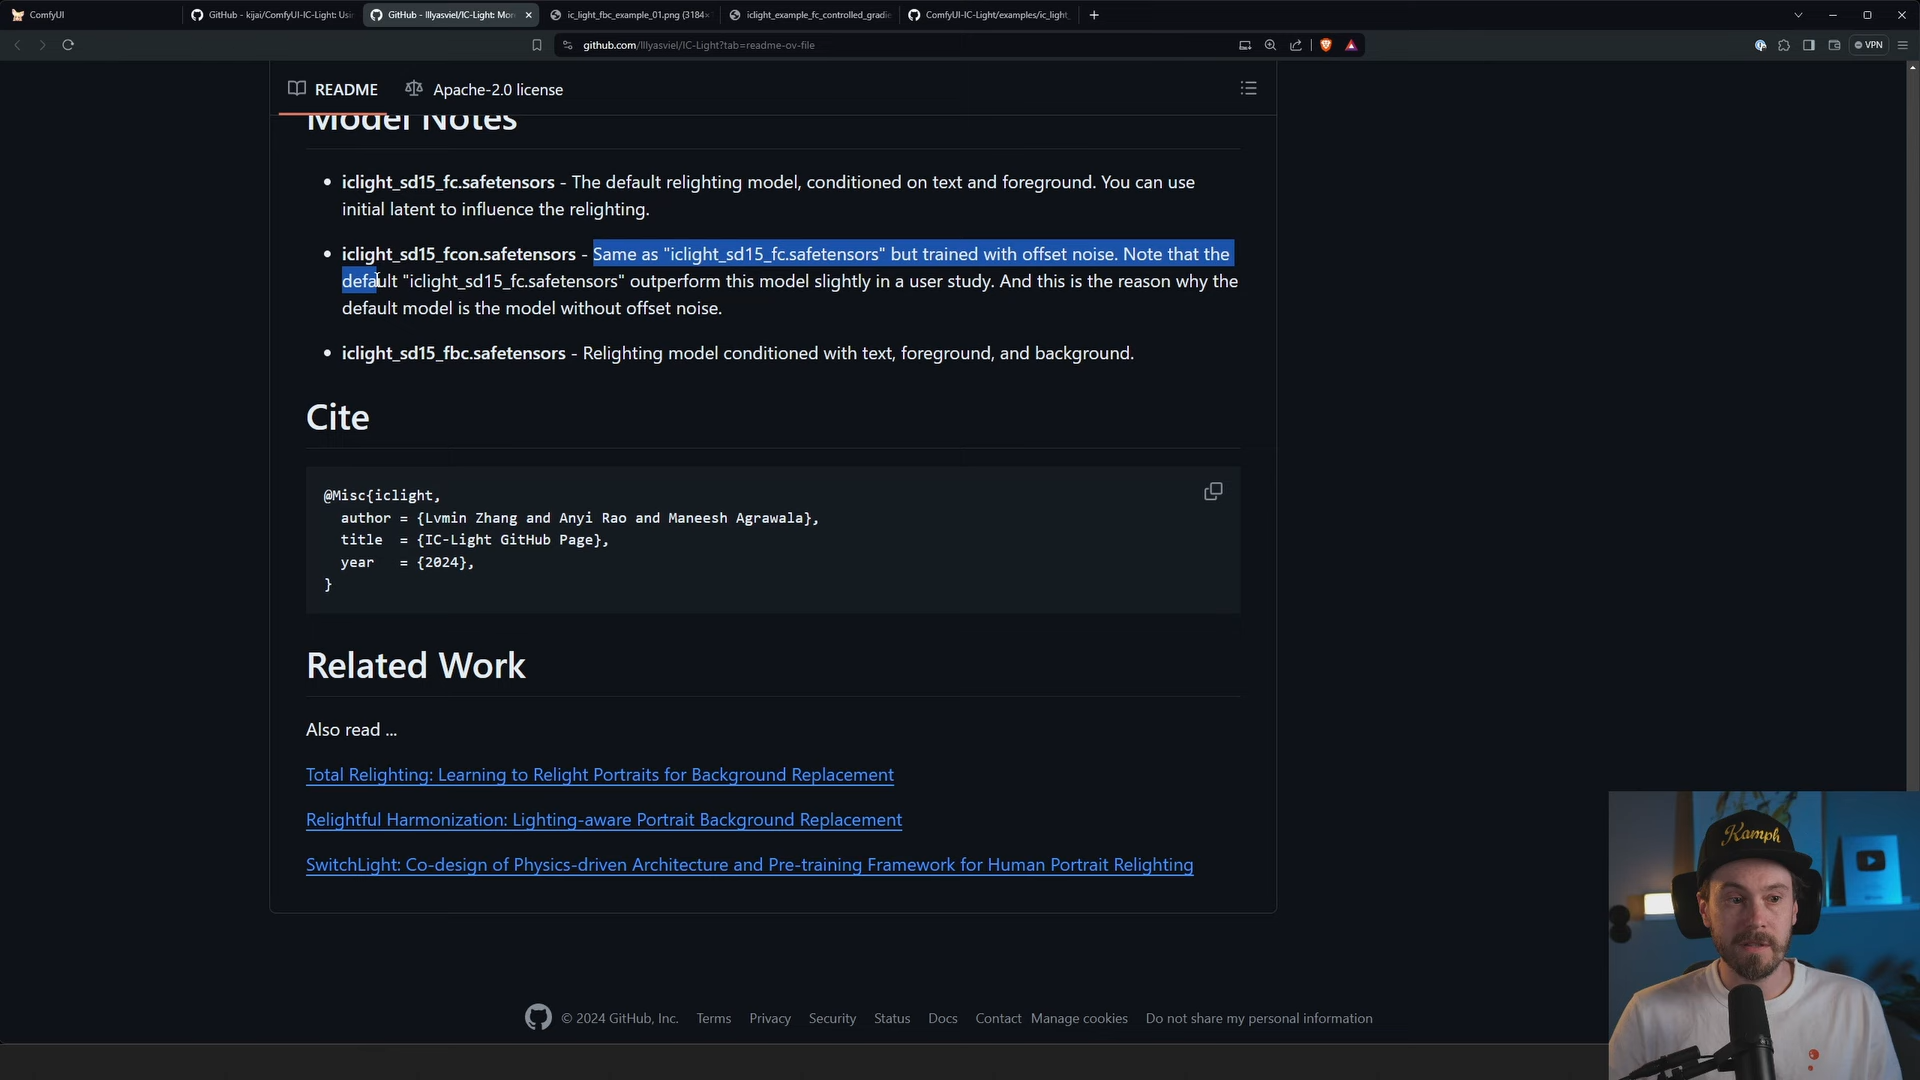 ComfyUI
GitHub - kijai/ComfyUI-IC-Light: Usi
GitHub - lllyasviel/IC-Light: Mor
ic_light_fbc_example_01.png (3184×
iclight_example_fc_controlled_gradie
ComfyUI-IC-Light/examples/ic_light_
github.com/lllyasviel/IC-Light?tab=readme-ov-file
VPN
README
Apache-2.0 license
Model Notes
• iclight_sd15_fc.safetensors - The default relighting model, conditioned on text and foreground. You can use
initial latent to influence the relighting.
• iclight_sd15_fcon.safetensors - Same as "iclight_sd15_fc.safetensors" but trained with offset noise. Note that the
default "iclight_sd15_fc.safetensors" outperform this model slightly in a user study. And this is the reason why the
default model is the model without offset noise.
• iclight_sd15_fbc.safetensors - Relighting model conditioned with text, foreground, and background.
Cite
@Misc{iclight,
author = {Lvmin Zhang and Anyi Rao and Maneesh Agrawala},
title = {IC-Light GitHub Page},
year = {2024},
}
Related Work
Also read ...
Total Relighting: Learning to Relight Portraits for Background Replacement
Relightful Harmonization: Lighting-aware Portrait Background Replacement
SwitchLight: Co-design of Physics-driven Architecture and Pre-training Framework for Human Portrait Relighting
Kamph
© 2024 GitHub, Inc. Terms Privacy Security Status Docs Contact Manage cookies Do not share my personal information